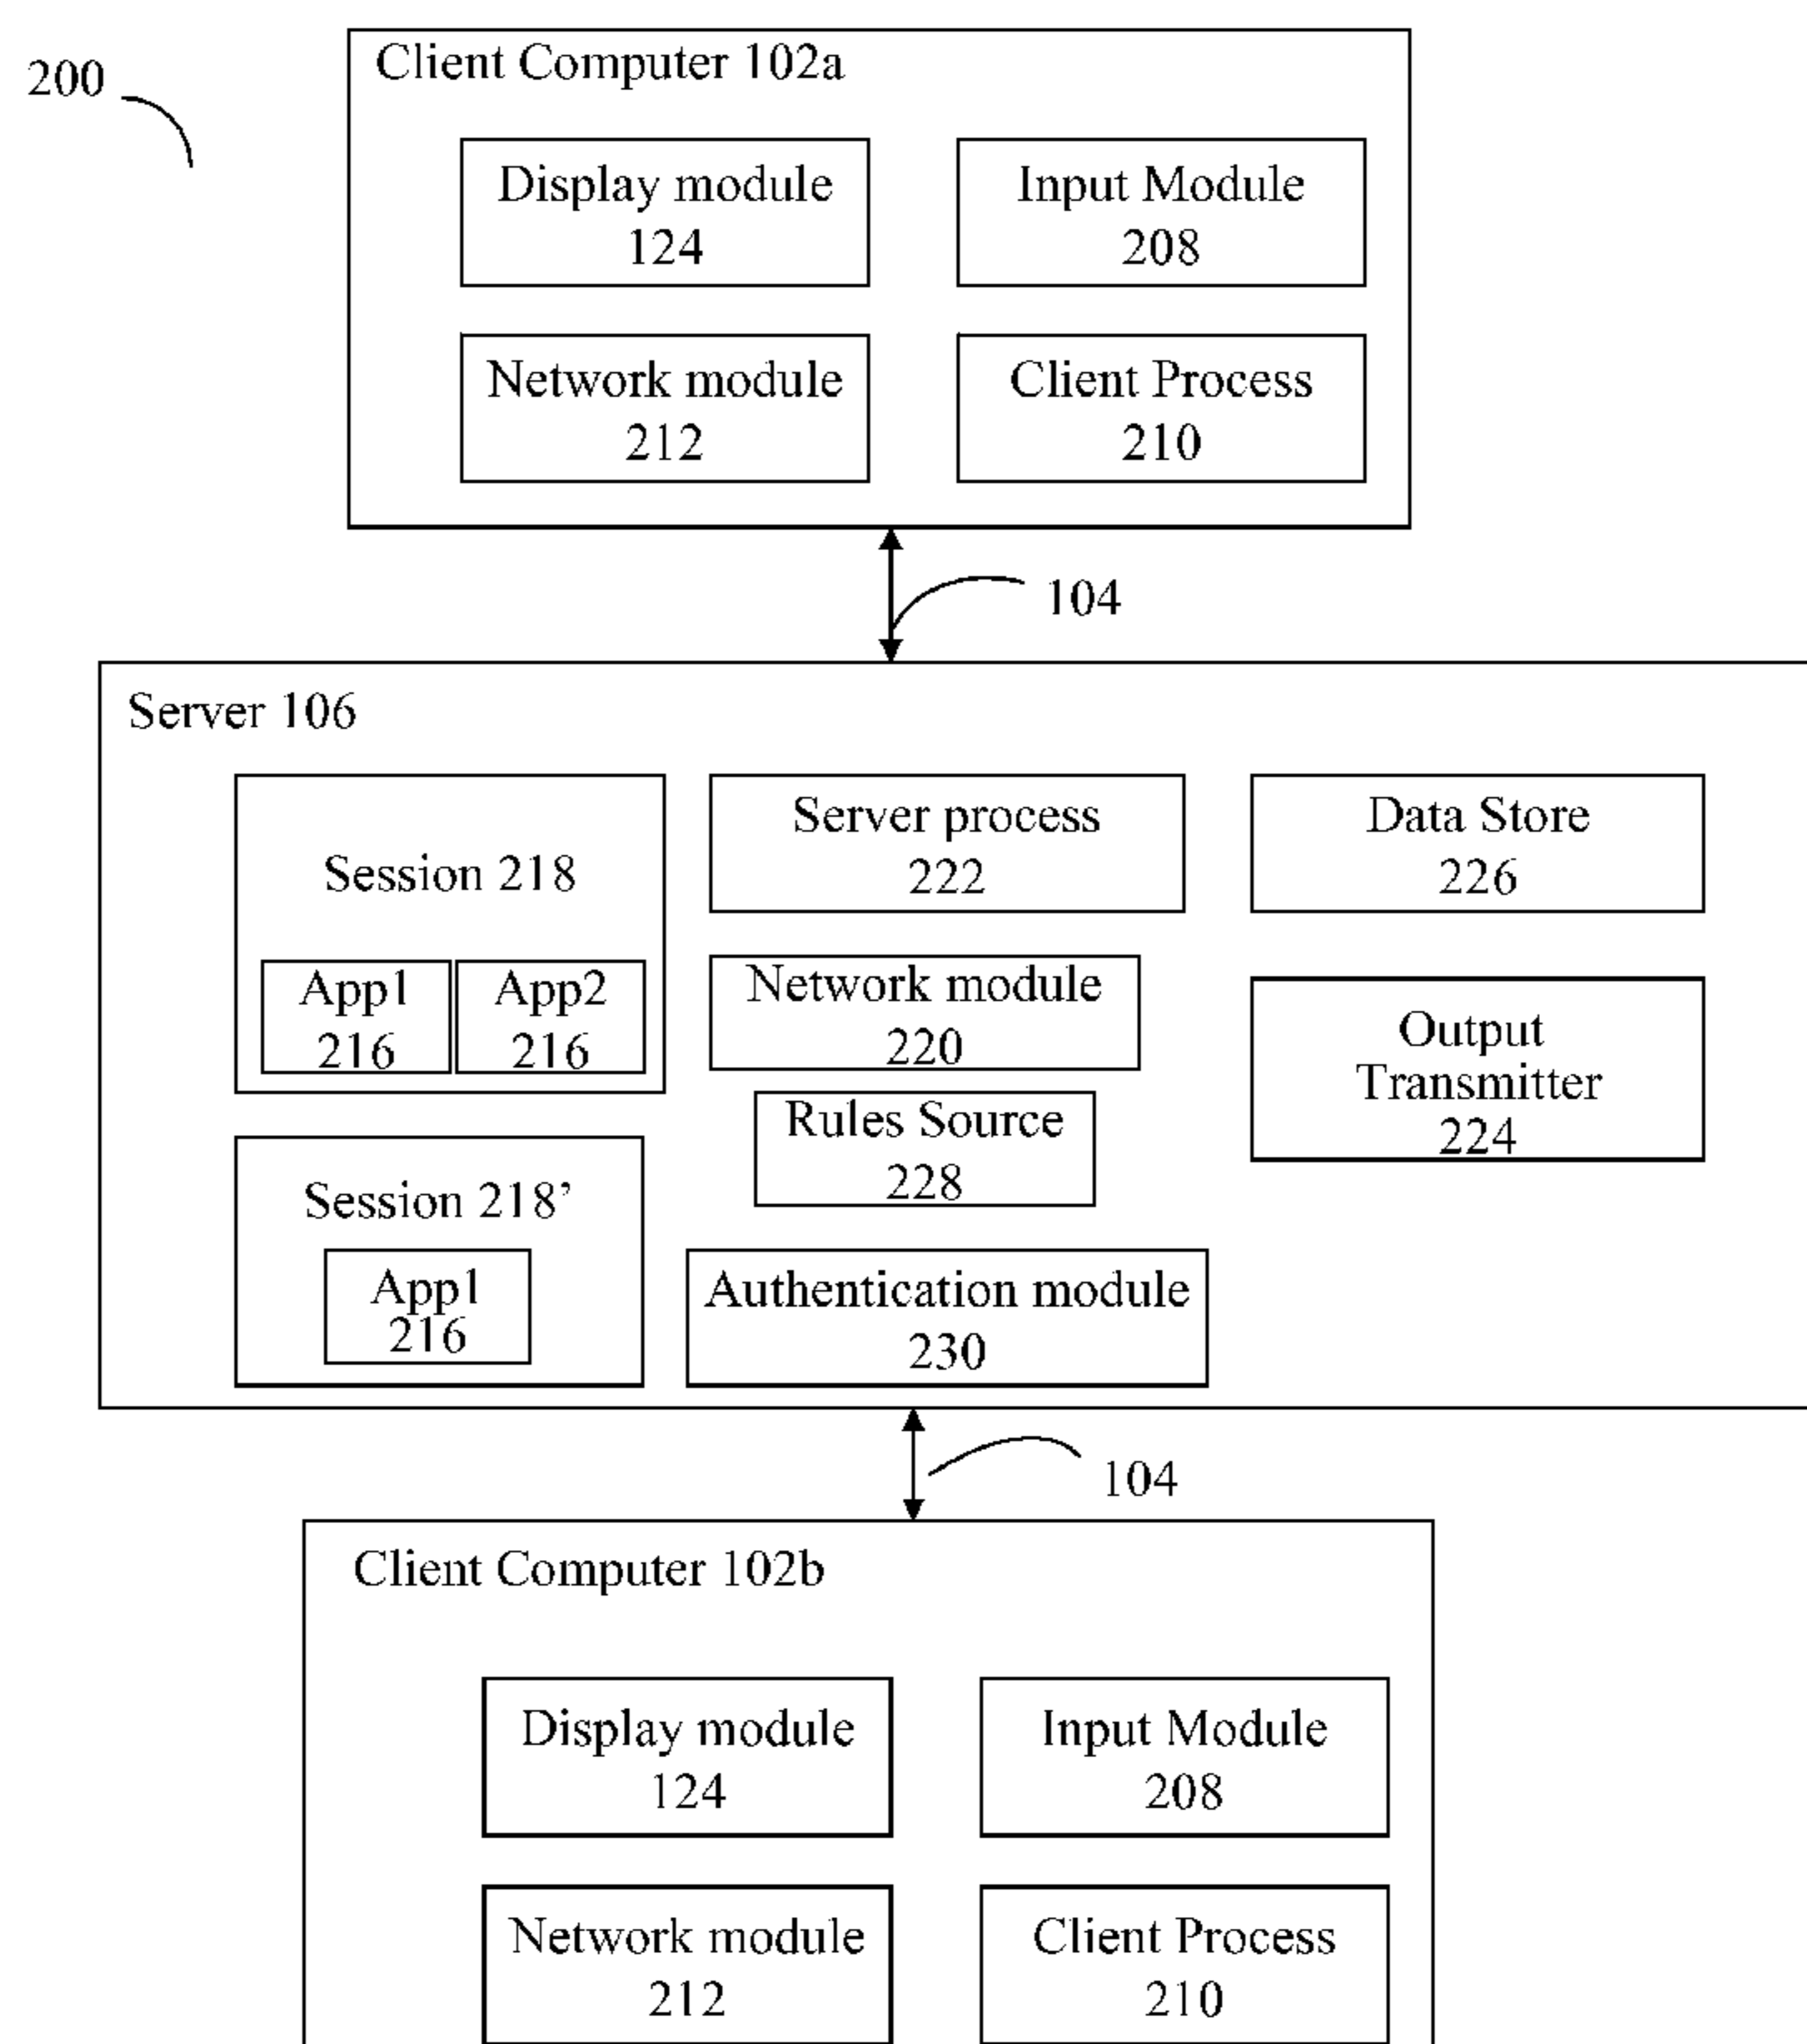 200
Client Computer 102a
Display module
124
Input Module
208
Network module
212
Client Process
210
104
Server 106
Session 218
App1
216
App2
216
Server process
222
Data Store
226
Network module
220
Output
Transmitter
224
Rules Source
228
Session 218’
App1
216
Authentication module
230
104
Client Computer 102b
Display module
124
Input Module
208
Network module
212
Client Process
210